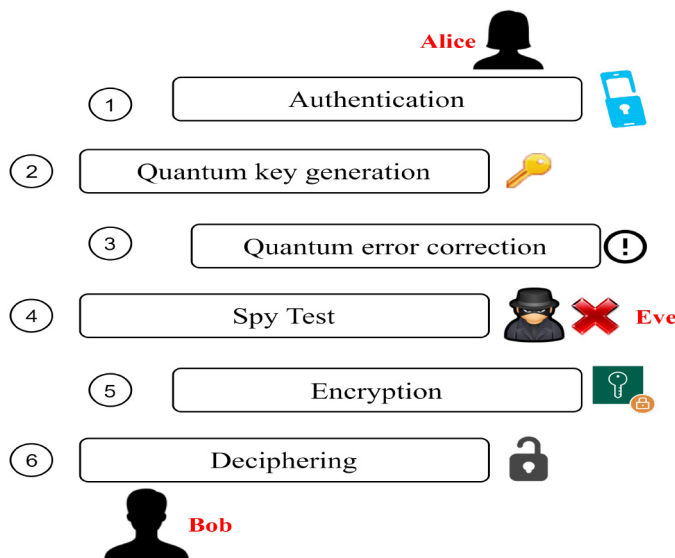 Alice
1 Authentication
2 Quantum key generation
3 Quantum error correction
4 Spy Test Eve
5 Encryption
6 Deciphering
Bob